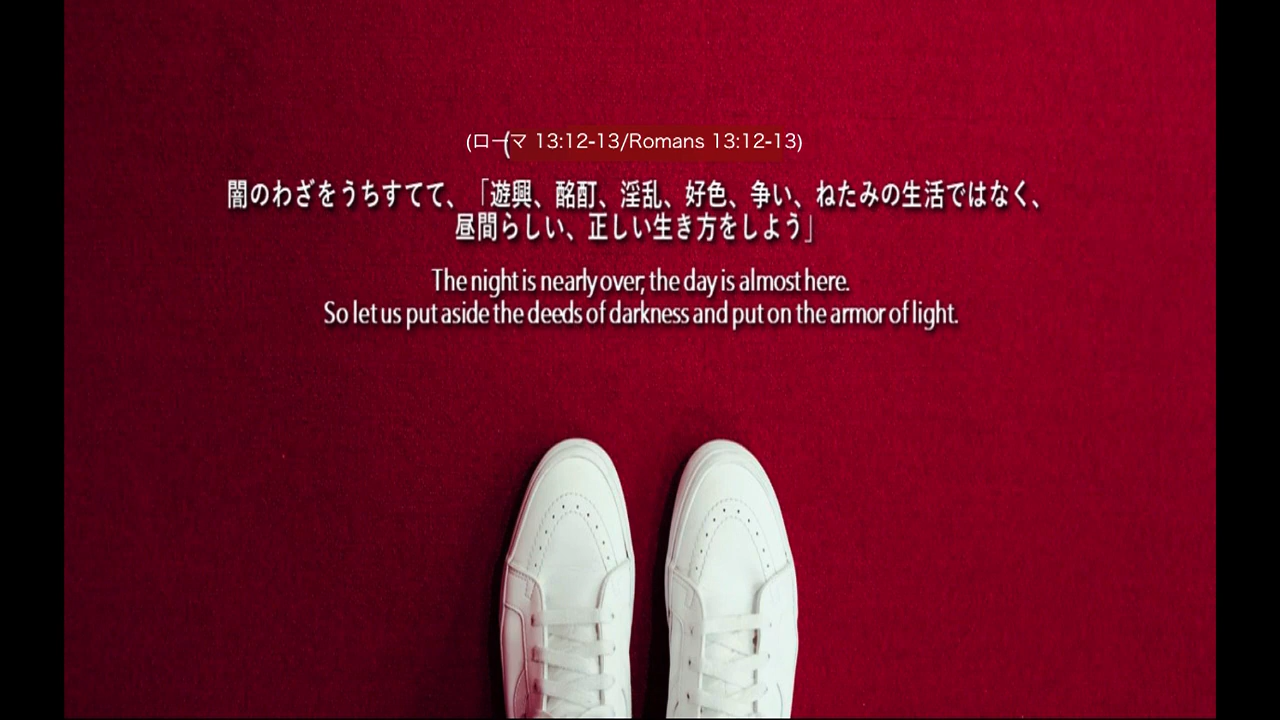 (ローマ 13:12-13/Romans 13:12-13)
闇のわざをうちすてて、「遊興、酩酊、淫乱、好色、争い、ねたみの生活ではなく、
昼間らしい、正しい生き方をしよう」
The night is nearly over; the day is almost here.
So let us put aside the deeds of darkness and put on the armor of light.